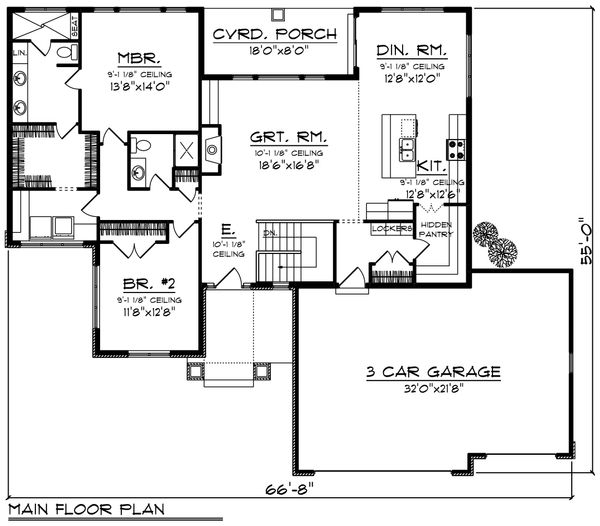 SEAT
LIN.
MBR.
9'-1 1/8" CEILING
13'8"x14'0"
CVRD. PORCH
18'0"x8'0"
DIN. RM.
9'-1 1/8" CEILING
12'8"x12'0"
GRT. RM.
10'-1 1/8" CEILING
18'6"x16'8"
KIT.
9'-1 1/8" CEILING
12'8"x12'6"
E.
10'-1 1/8"
CEILING
DN.
LOCKERS
HIDDEN
PANTRY
BR. #2
9'-1 1/8" CEILING
11'8"x12'8"
3 CAR GARAGE
32'0"x21'8"
55'-0"
66'-8"
MAIN FLOOR PLAN